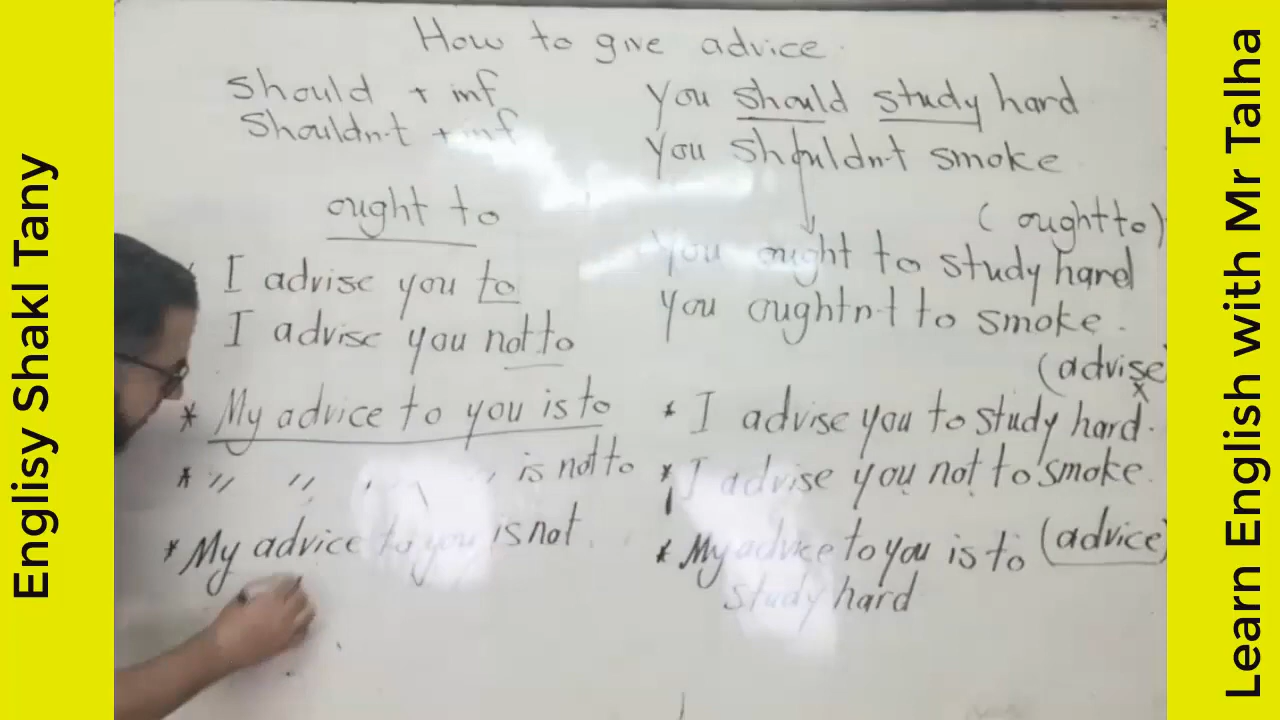 Englisy Shakl Tany
How to give advice.
should + inf
Shouldn't + inf
ought to
I advise you to
I advise you not to
* My advice to you is to
* " " " is not to
* My advice to you is not
You should study hard
You shouldn't smoke
(ought to)
You ought to study hard
You oughtn't to smoke.
(advise
* I advise you to study hard.
* I advise you not to smoke.
* My advice to you is to (advice)
study hard
Learn English with Mr Talha